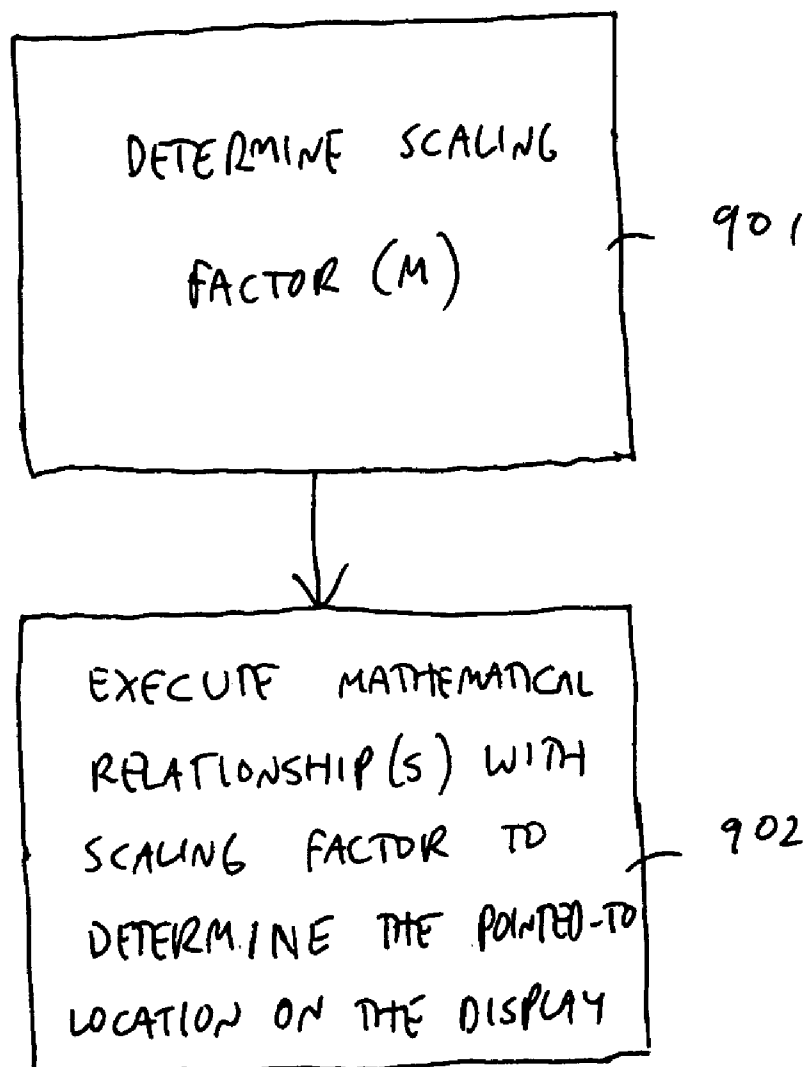 DETERMINE SCALING
FACTOR (M)
901
EXECUTE MATHEMATICAL
RELATIONSHIP(S) WITH
SCALING FACTOR TO
902
DETERMINE THE POINTED-TO
LOCATION ON THE DISPLAY